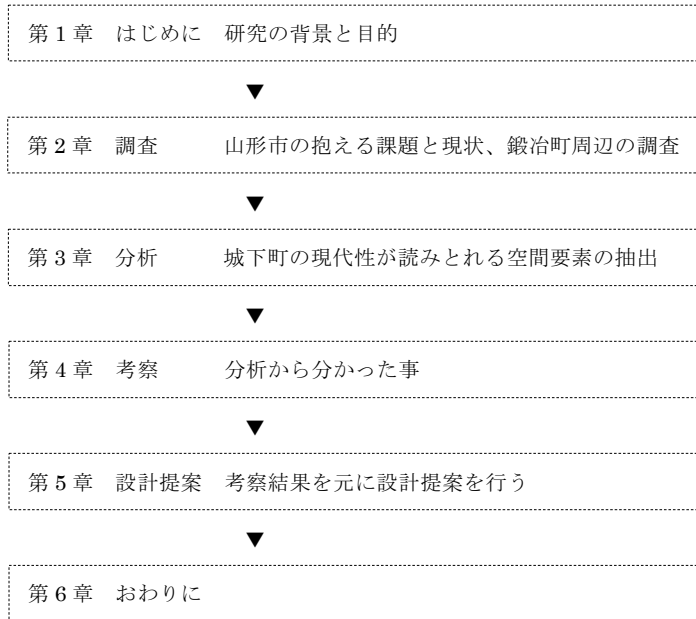 第1章 はじめに 研究の背景と目的
▼
第2章 調査 山形市の抱える課題と現状、鍛冶町周辺の調査
▼
第3章 分析 城下町の現代性が読みとれる空間要素の抽出
▼
第4章 考察 分析から分かった事
▼
第5章 設計提案 考察結果を元に設計提案を行う
▼
第6章 おわりに